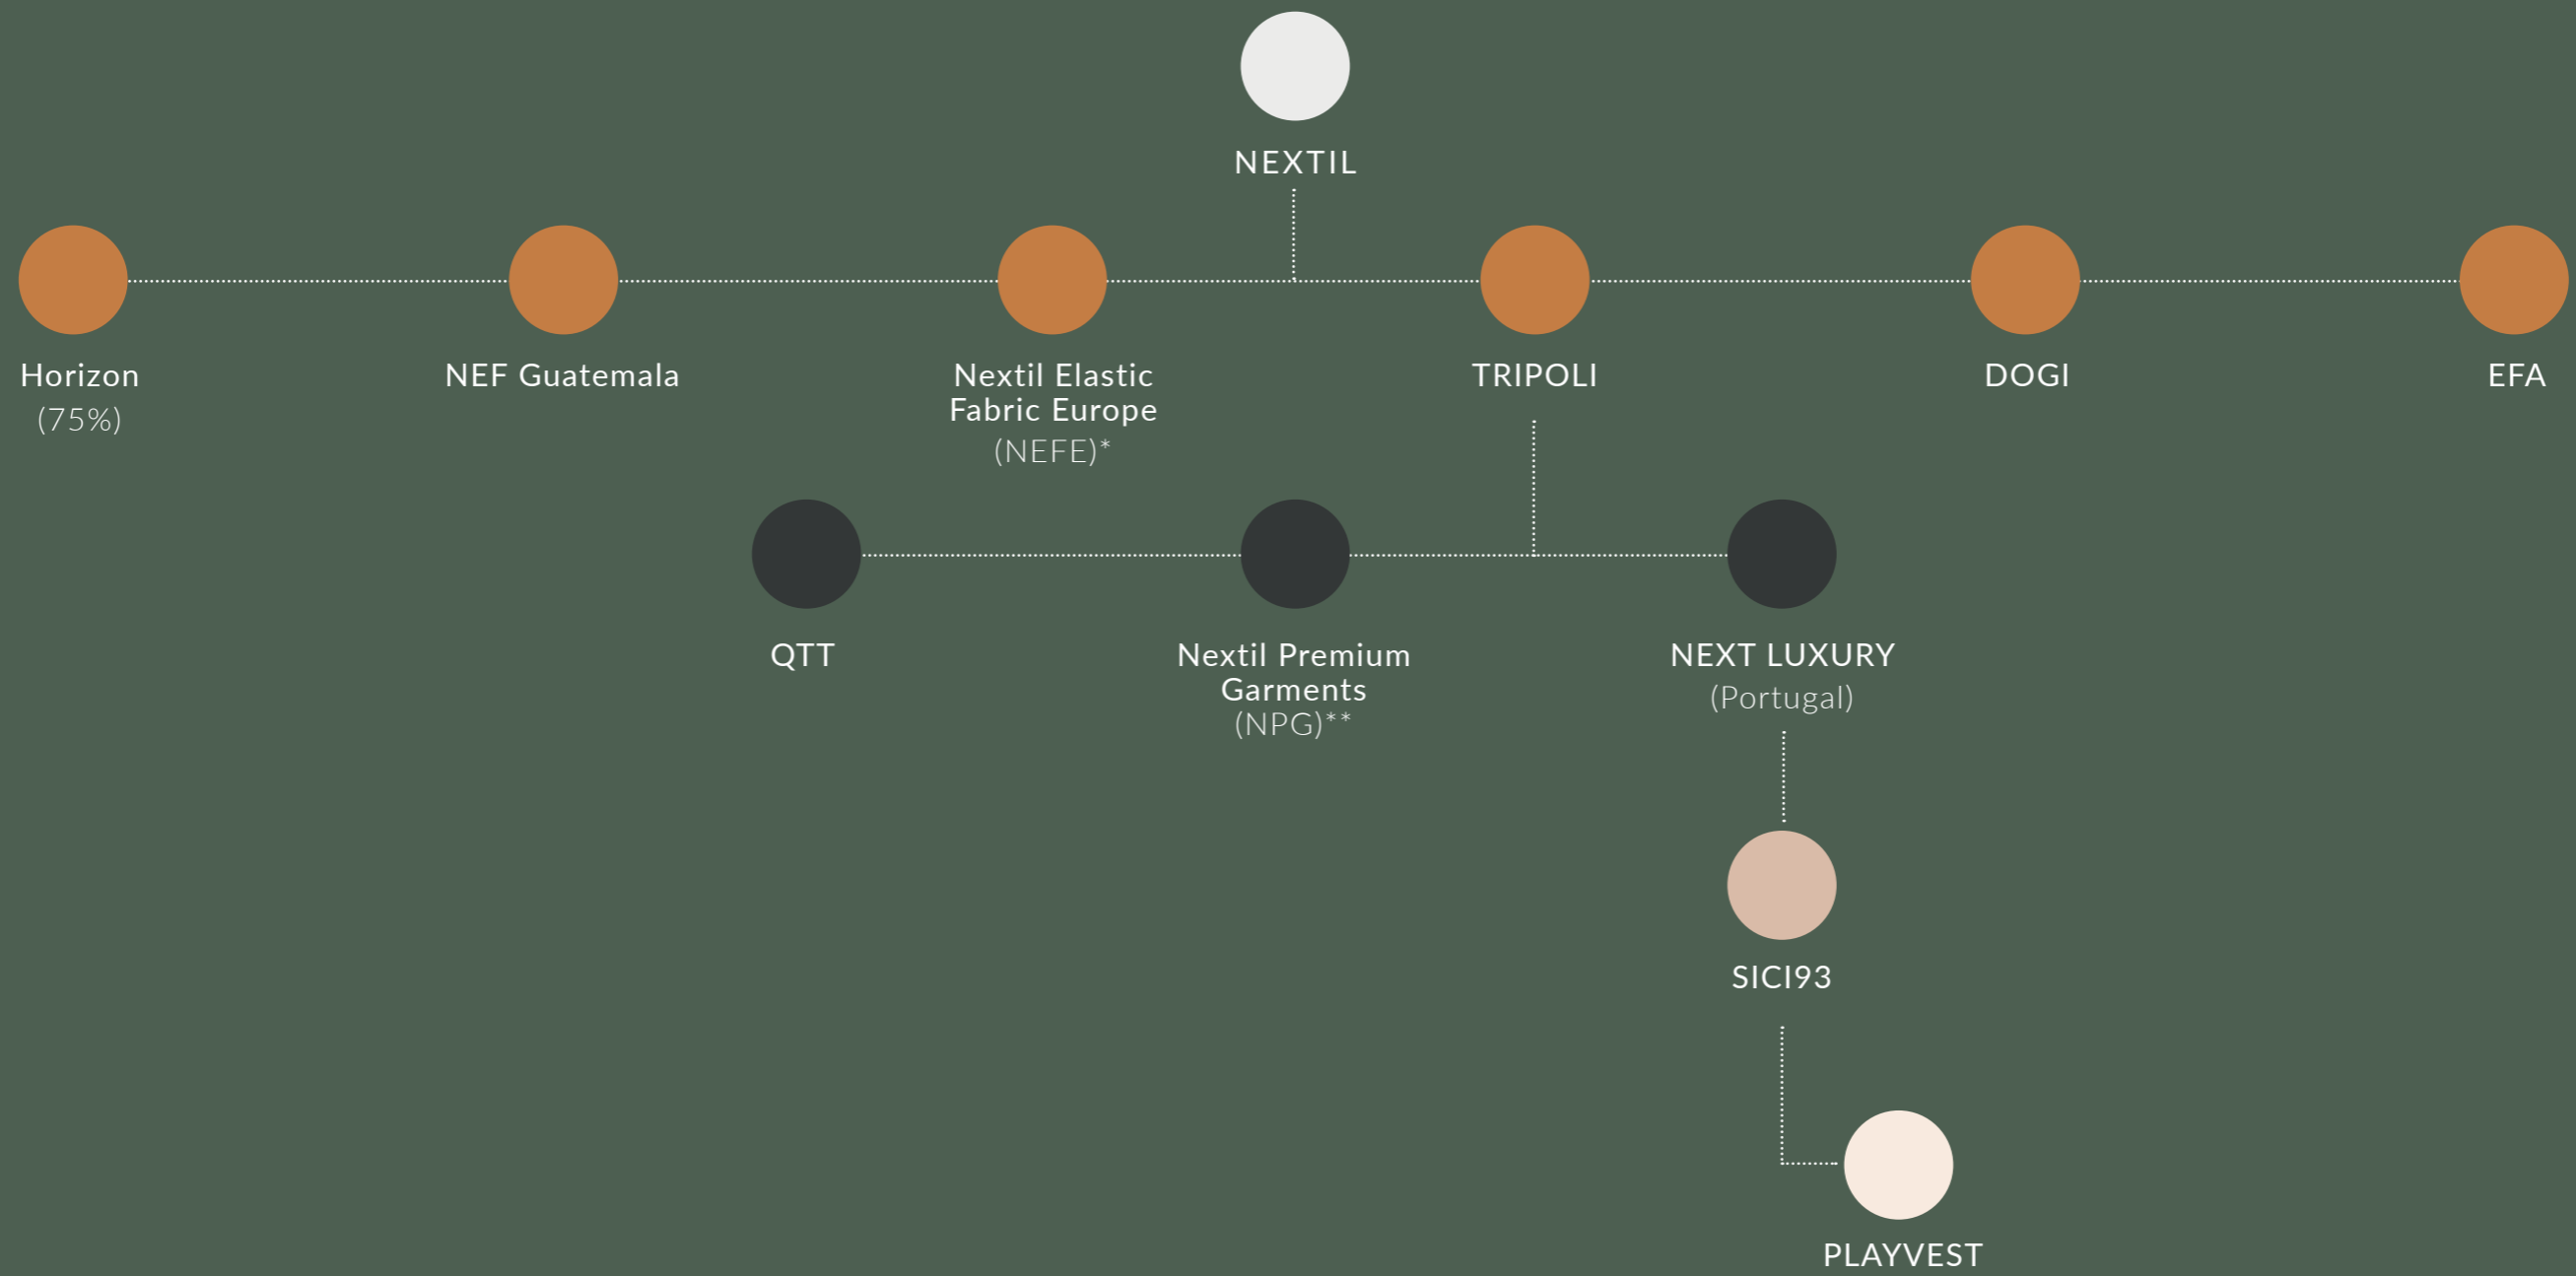 NEXTIL
Horizon
(75%)
NEF Guatemala
Nextil Elastic
Fabric Europe
(NEFE)*
TRIPOLI
DOGI
EFA
QTT
Nextil Premium
Garments
(NPG)**
NEXT LUXURY
(Portugal)
SICI93
PLAYVEST